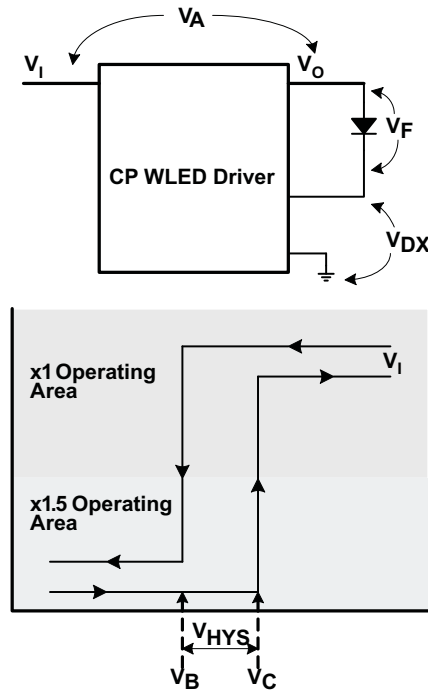 VA
VI
VO
VF
CP WLED Driver
VDX
x1 Operating
Area
VI
x1.5 Operating
Area
VHYS
VB
VC